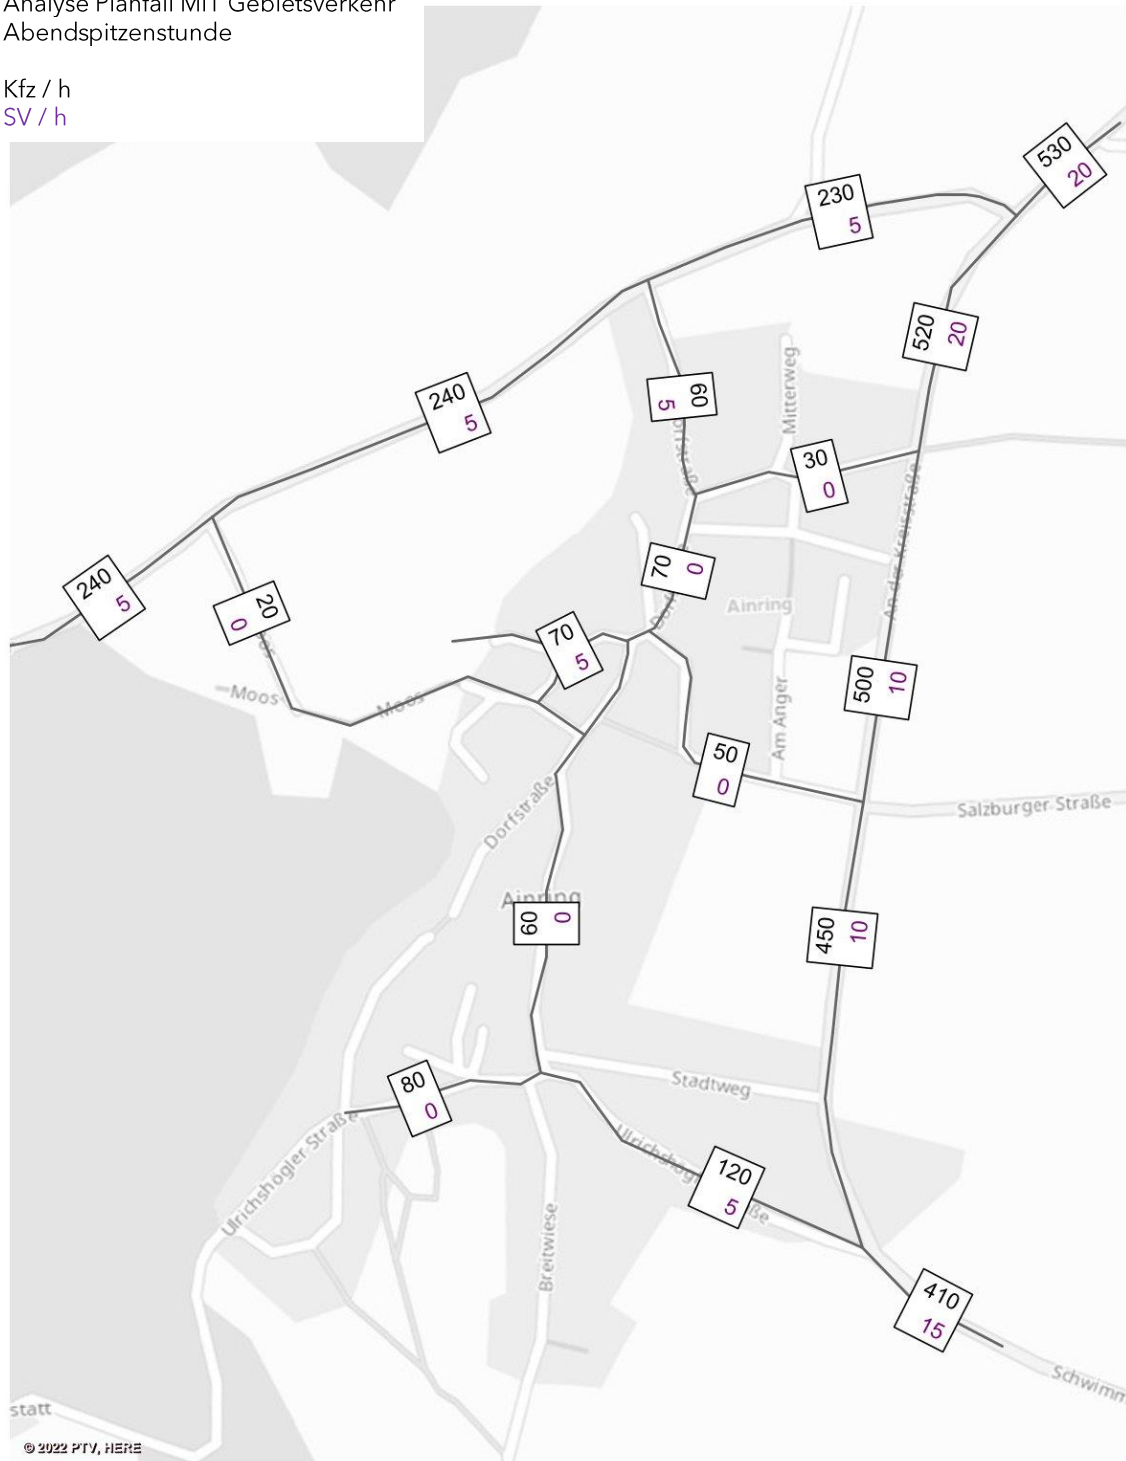 Analyse Planfall MIT Gebietsverkehr
Abendspitzenstunde
Kfz / h
SV / h
530
20
230
5
520
20
240
5
60
5
Mitterweg
30
0
An der Kreisstraße
240
5
20
0
70
0
Ainring
70
5
Moos
Moos
500
10
Am Anger
50
0
Salzburger Straße
Dorfstraße
Ainring
60
0
450
10
Stadtweg
80
0
Ulrichshögler Straße
120
5
Breitwiese
410
15
Schwimm
statt
© 2022 PTV, HERE